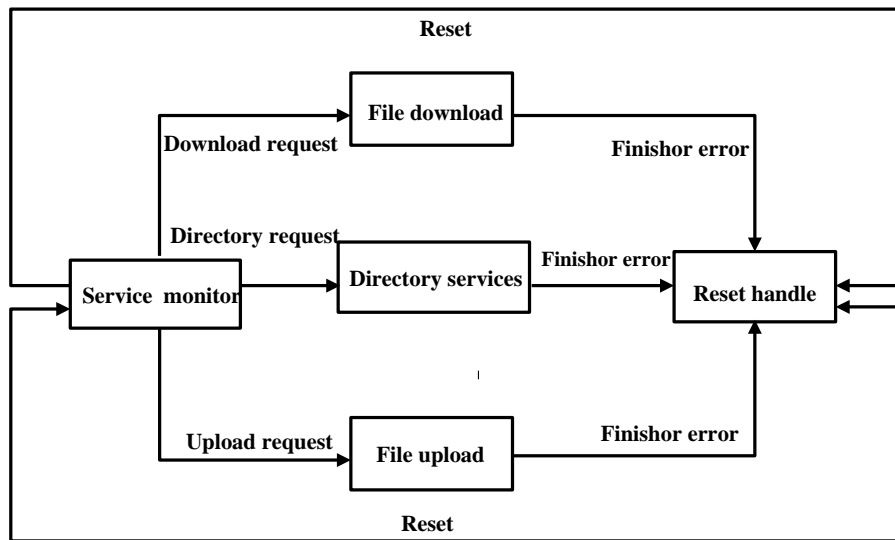 Reset
File download
Download request
Finishor error
Directory request
Finishor error
Directory services
Service monitor
Reset handle
Upload request
Finishor error
File upload
Reset